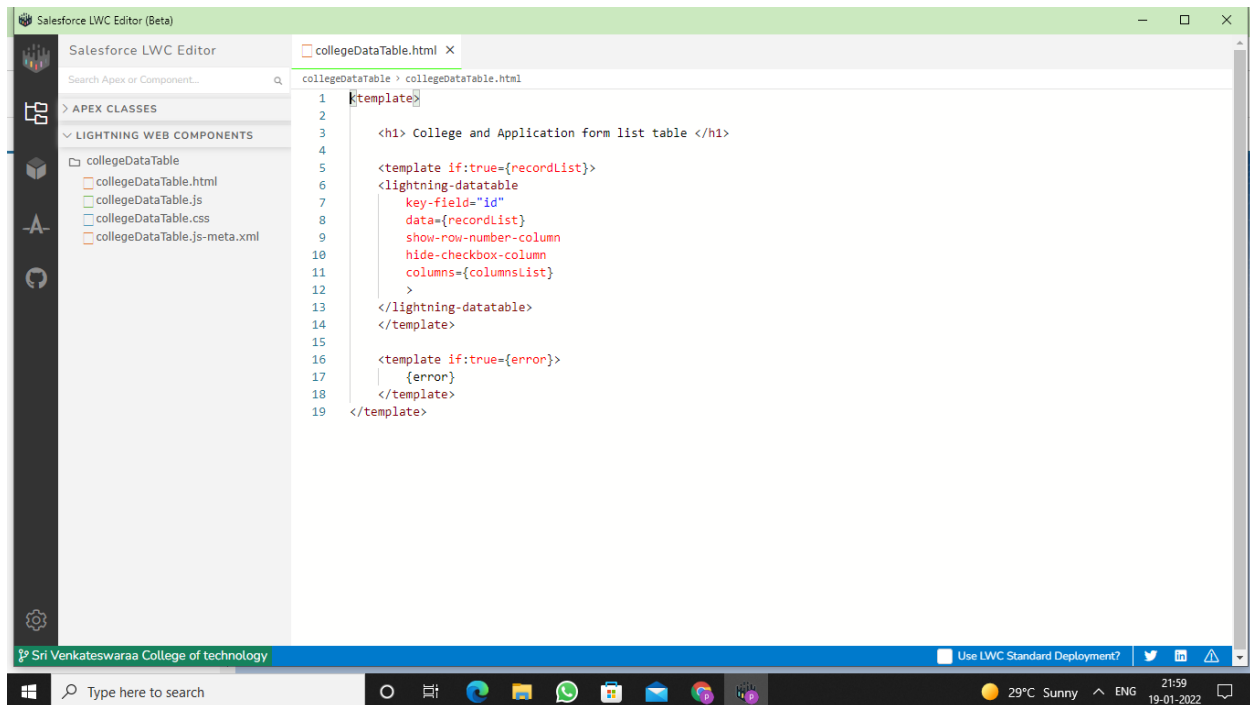 Salesforce LWC Editor (Beta)
Salesforce LWC Editor
Search Apex or Component...
APEX CLASSES
LIGHTNING WEB COMPONENTS
collegeDataTable
collegeDataTable.html
collegeDataTable.js
collegeDataTable.css
collegeDataTable.js-meta.xml
collegeDataTable.html ×
collegeDataTable > collegeDataTable.html
1 <template>
2
3 <h1> College and Application form list table </h1>
4
5 <template if:true={recordList}>
6 <lightning-datatable
7 key-field="id"
8 data={recordList}
9 show-row-number-column
10 hide-checkbox-column
11 columns={columnsList}
12 >
13 </lightning-datatable>
14 </template>
15
16 <template if:true={error}>
17 {error}
18 </template>
19 </template>
Sri Venkateswaraa College of technology
Use LWC Standard Deployment?
Type here to search
29°C Sunny
ENG
21:59
19-01-2022